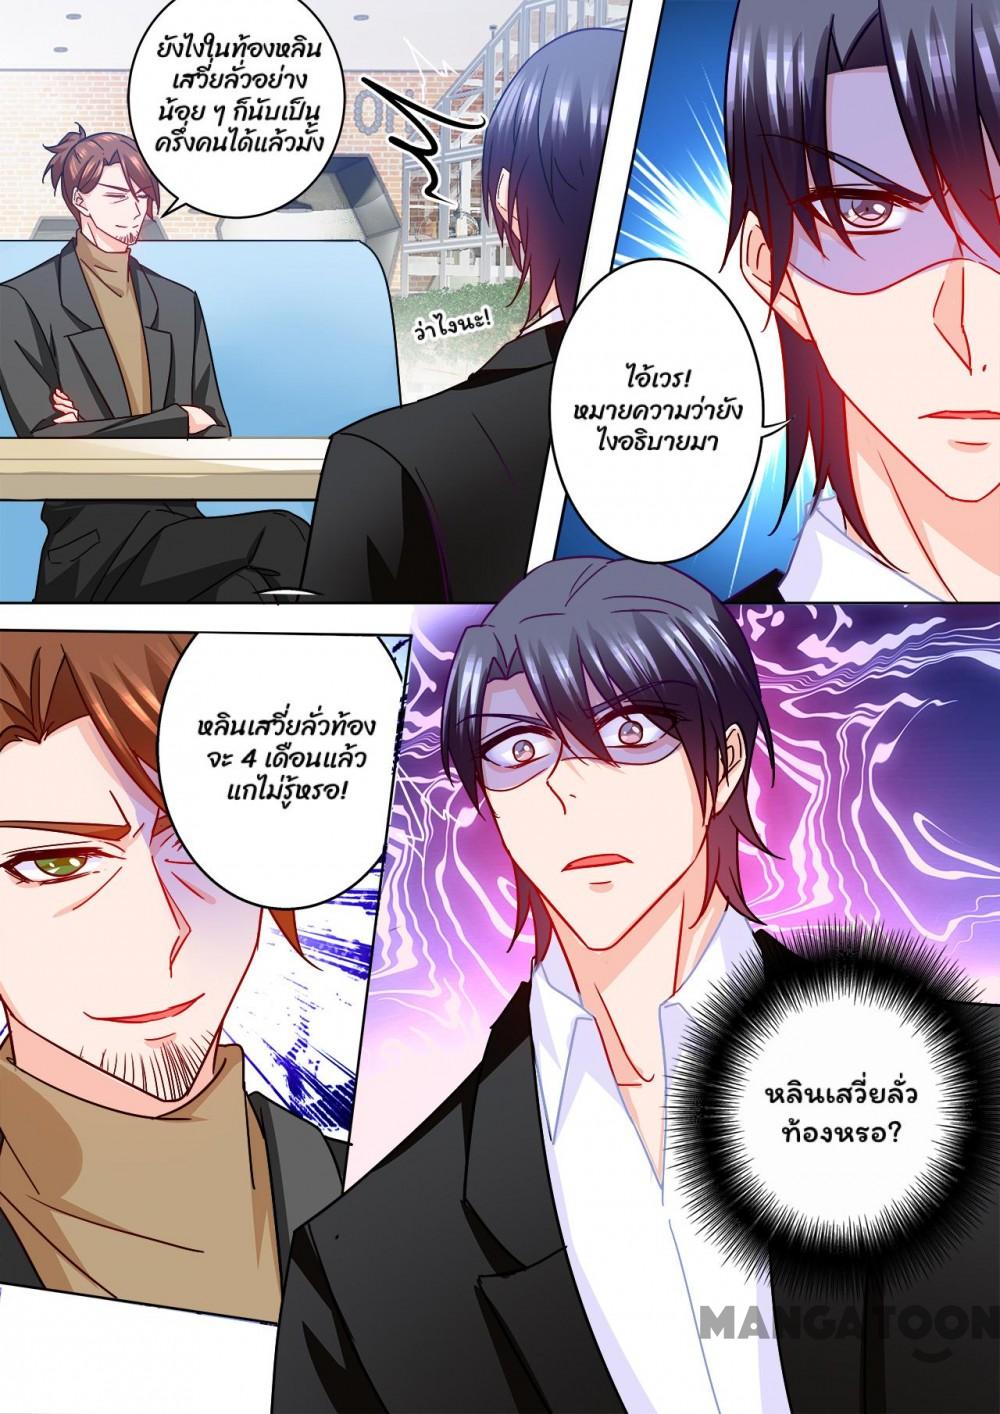 ยังไงในท้องหลิน
เสวี่ยลั่วอย่าง
น้อย ๆ ก็นับเป็น
ครึ่งคนได้แล้วมั้ง
ว่าไงนะ!
ไอ้เวร!
หมายความว่ายัง
ไงอธิบายมา
หลินเสวี่ยลั่วท้อง
จะ 4 เดือนแล้ว
แกไม่รู้หรอ!
หลินเสวี่ยลั่ว
ท้องหรอ?
MANGATOON